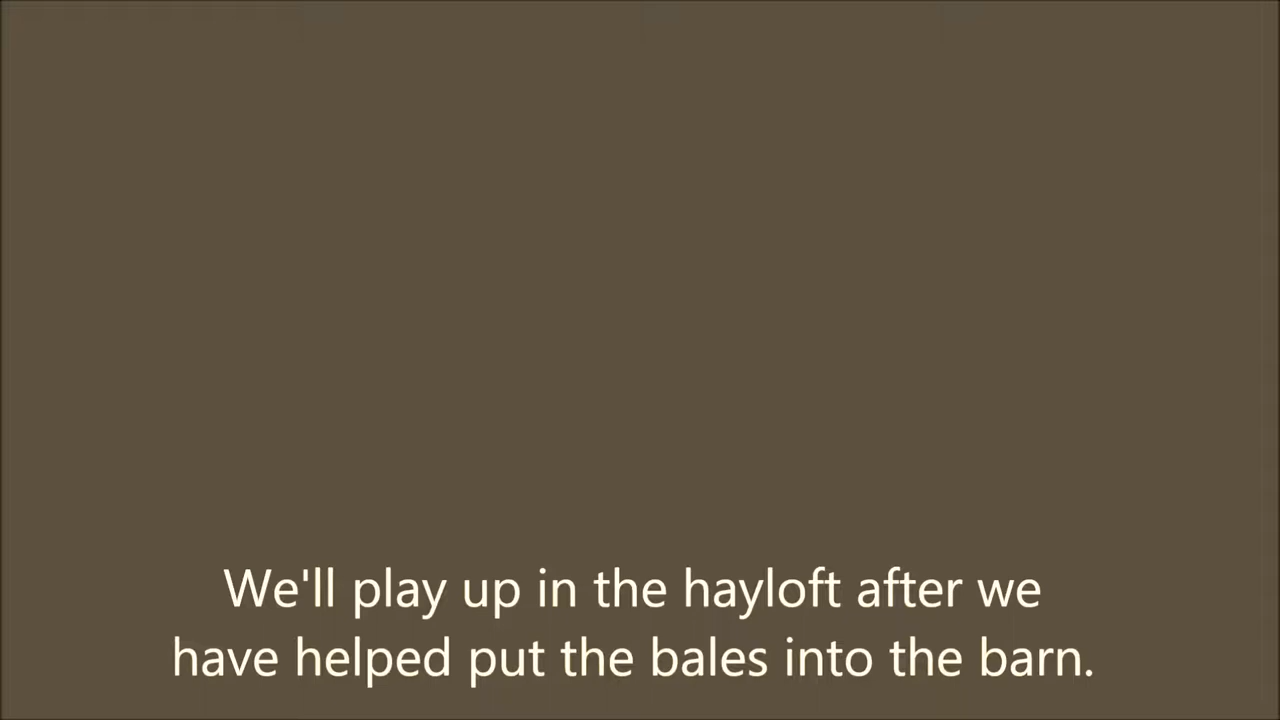 We'll play up in the hayloft after we
have helped put the bales into the barn.